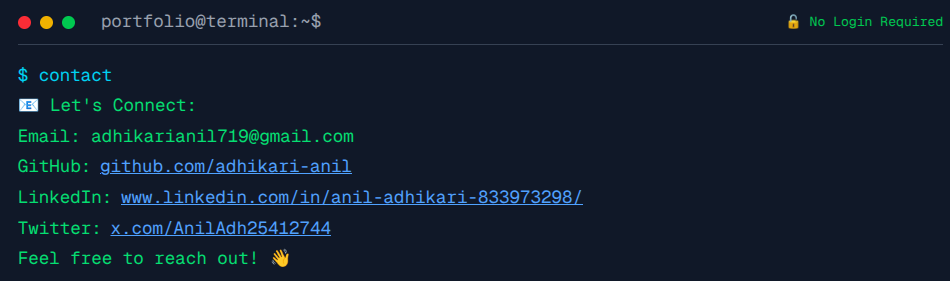 portfolio@terminal:~$
🔓 No Login Required
$ contact
📧 Let's Connect:
Email: adhikarianil719@gmail.com
GitHub: github.com/adhikari-anil
LinkedIn: www.linkedin.com/in/anil-adhikari-833973298/
Twitter: x.com/AnilAdh25412744
Feel free to reach out! 👋